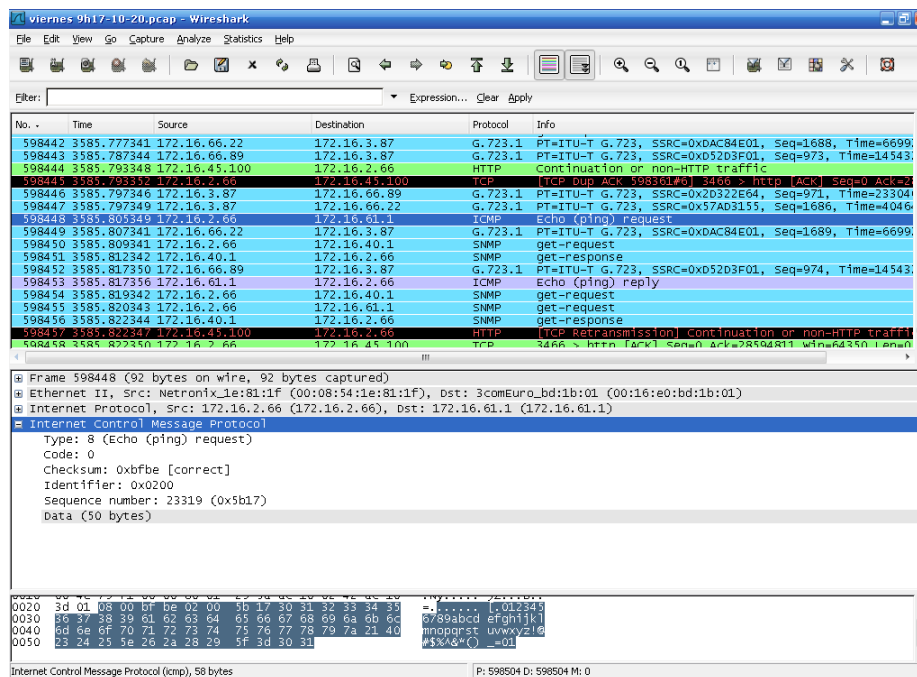 viernes 9h17-10-20.pcap - Wireshark
File Edit View Go Capture Analyze Statistics Help
Filter: Expression... Clear Apply
No. - Time Source Destination Protocol Info
598442 3585.777341 172.16.66.22 172.16.3.87 G.723.1 PT=ITU-T G.723, SSRC=0xDAC84E01, Seq=1688, Time=6699
598443 3585.787344 172.16.66.89 172.16.3.87 G.723.1 PT=ITU-T G.723, SSRC=0xD52D3F01, Seq=973, Time=14543
598444 3585.793348 172.16.45.100 172.16.2.66 HTTP Continuation or non-HTTP traffic
598445 3585.793352 172.16.2.66 172.16.45.100 TCP [TCP Dup ACK 598361#6] 3466 > http [ACK] Seq=0 Ack=2
598446 3585.797346 172.16.3.87 172.16.66.89 G.723.1 PT=ITU-T G.723, SSRC=0x2D322E64, Seq=971, Time=23304
598447 3585.797349 172.16.3.87 172.16.66.22 G.723.1 PT=ITU-T G.723, SSRC=0x57AD3155, Seq=1686, Time=4046
598448 3585.805349 172.16.2.66 172.16.61.1 ICMP Echo (ping) request
598449 3585.807341 172.16.66.22 172.16.3.87 G.723.1 PT=ITU-T G.723, SSRC=0xDAC84E01, Seq=1689, Time=6699
598450 3585.809341 172.16.2.66 172.16.40.1 SNMP get-request
598451 3585.812342 172.16.40.1 172.16.2.66 SNMP get-response
598452 3585.817350 172.16.66.89 172.16.3.87 G.723.1 PT=ITU-T G.723, SSRC=0xD52D3F01, Seq=974, Time=14543
598453 3585.817356 172.16.61.1 172.16.2.66 ICMP Echo (ping) reply
598454 3585.819342 172.16.2.66 172.16.40.1 SNMP get-request
598455 3585.820343 172.16.2.66 172.16.61.1 SNMP get-request
598456 3585.822344 172.16.40.1 172.16.2.66 SNMP get-response
598457 3585.822347 172.16.45.100 172.16.2.66 HTTP [TCP Retransmission] Continuation or non-HTTP traffi
598458 3585.822350 172.16.2.66 172.16.45.100 TCP 3466 > http [ACK] Seq=0 Ack=28594811 Win=64350 Len=0
Frame 598448 (92 bytes on wire, 92 bytes captured)
Ethernet II, Src: Netronix_1e:81:1f (00:08:54:1e:81:1f), Dst: 3comEuro_bd:1b:01 (00:16:e0:bd:1b:01)
Internet Protocol, Src: 172.16.2.66 (172.16.2.66), Dst: 172.16.61.1 (172.16.61.1)
Internet Control Message Protocol
Type: 8 (Echo (ping) request)
Code: 0
Checksum: 0xbfbe [correct]
Identifier: 0x0200
Sequence number: 23319 (0x5b17)
Data (50 bytes)
0020 3d 01 08 00 bf be 02 00 5b 17 30 31 32 33 34 35 =....... [.012345
0030 36 37 38 39 61 62 63 64 65 66 67 68 69 6a 6b 6c 6789abcd efghijkl
0040 6d 6e 6f 70 71 72 73 74 75 76 77 78 79 7a 21 40 mnopqrst uvwxyz!@
0050 23 24 25 5e 26 2a 28 29 5f 3d 30 31 #$%^&*() _=01
Internet Control Message Protocol (icmp), 58 bytes P: 598504 D: 598504 M: 0